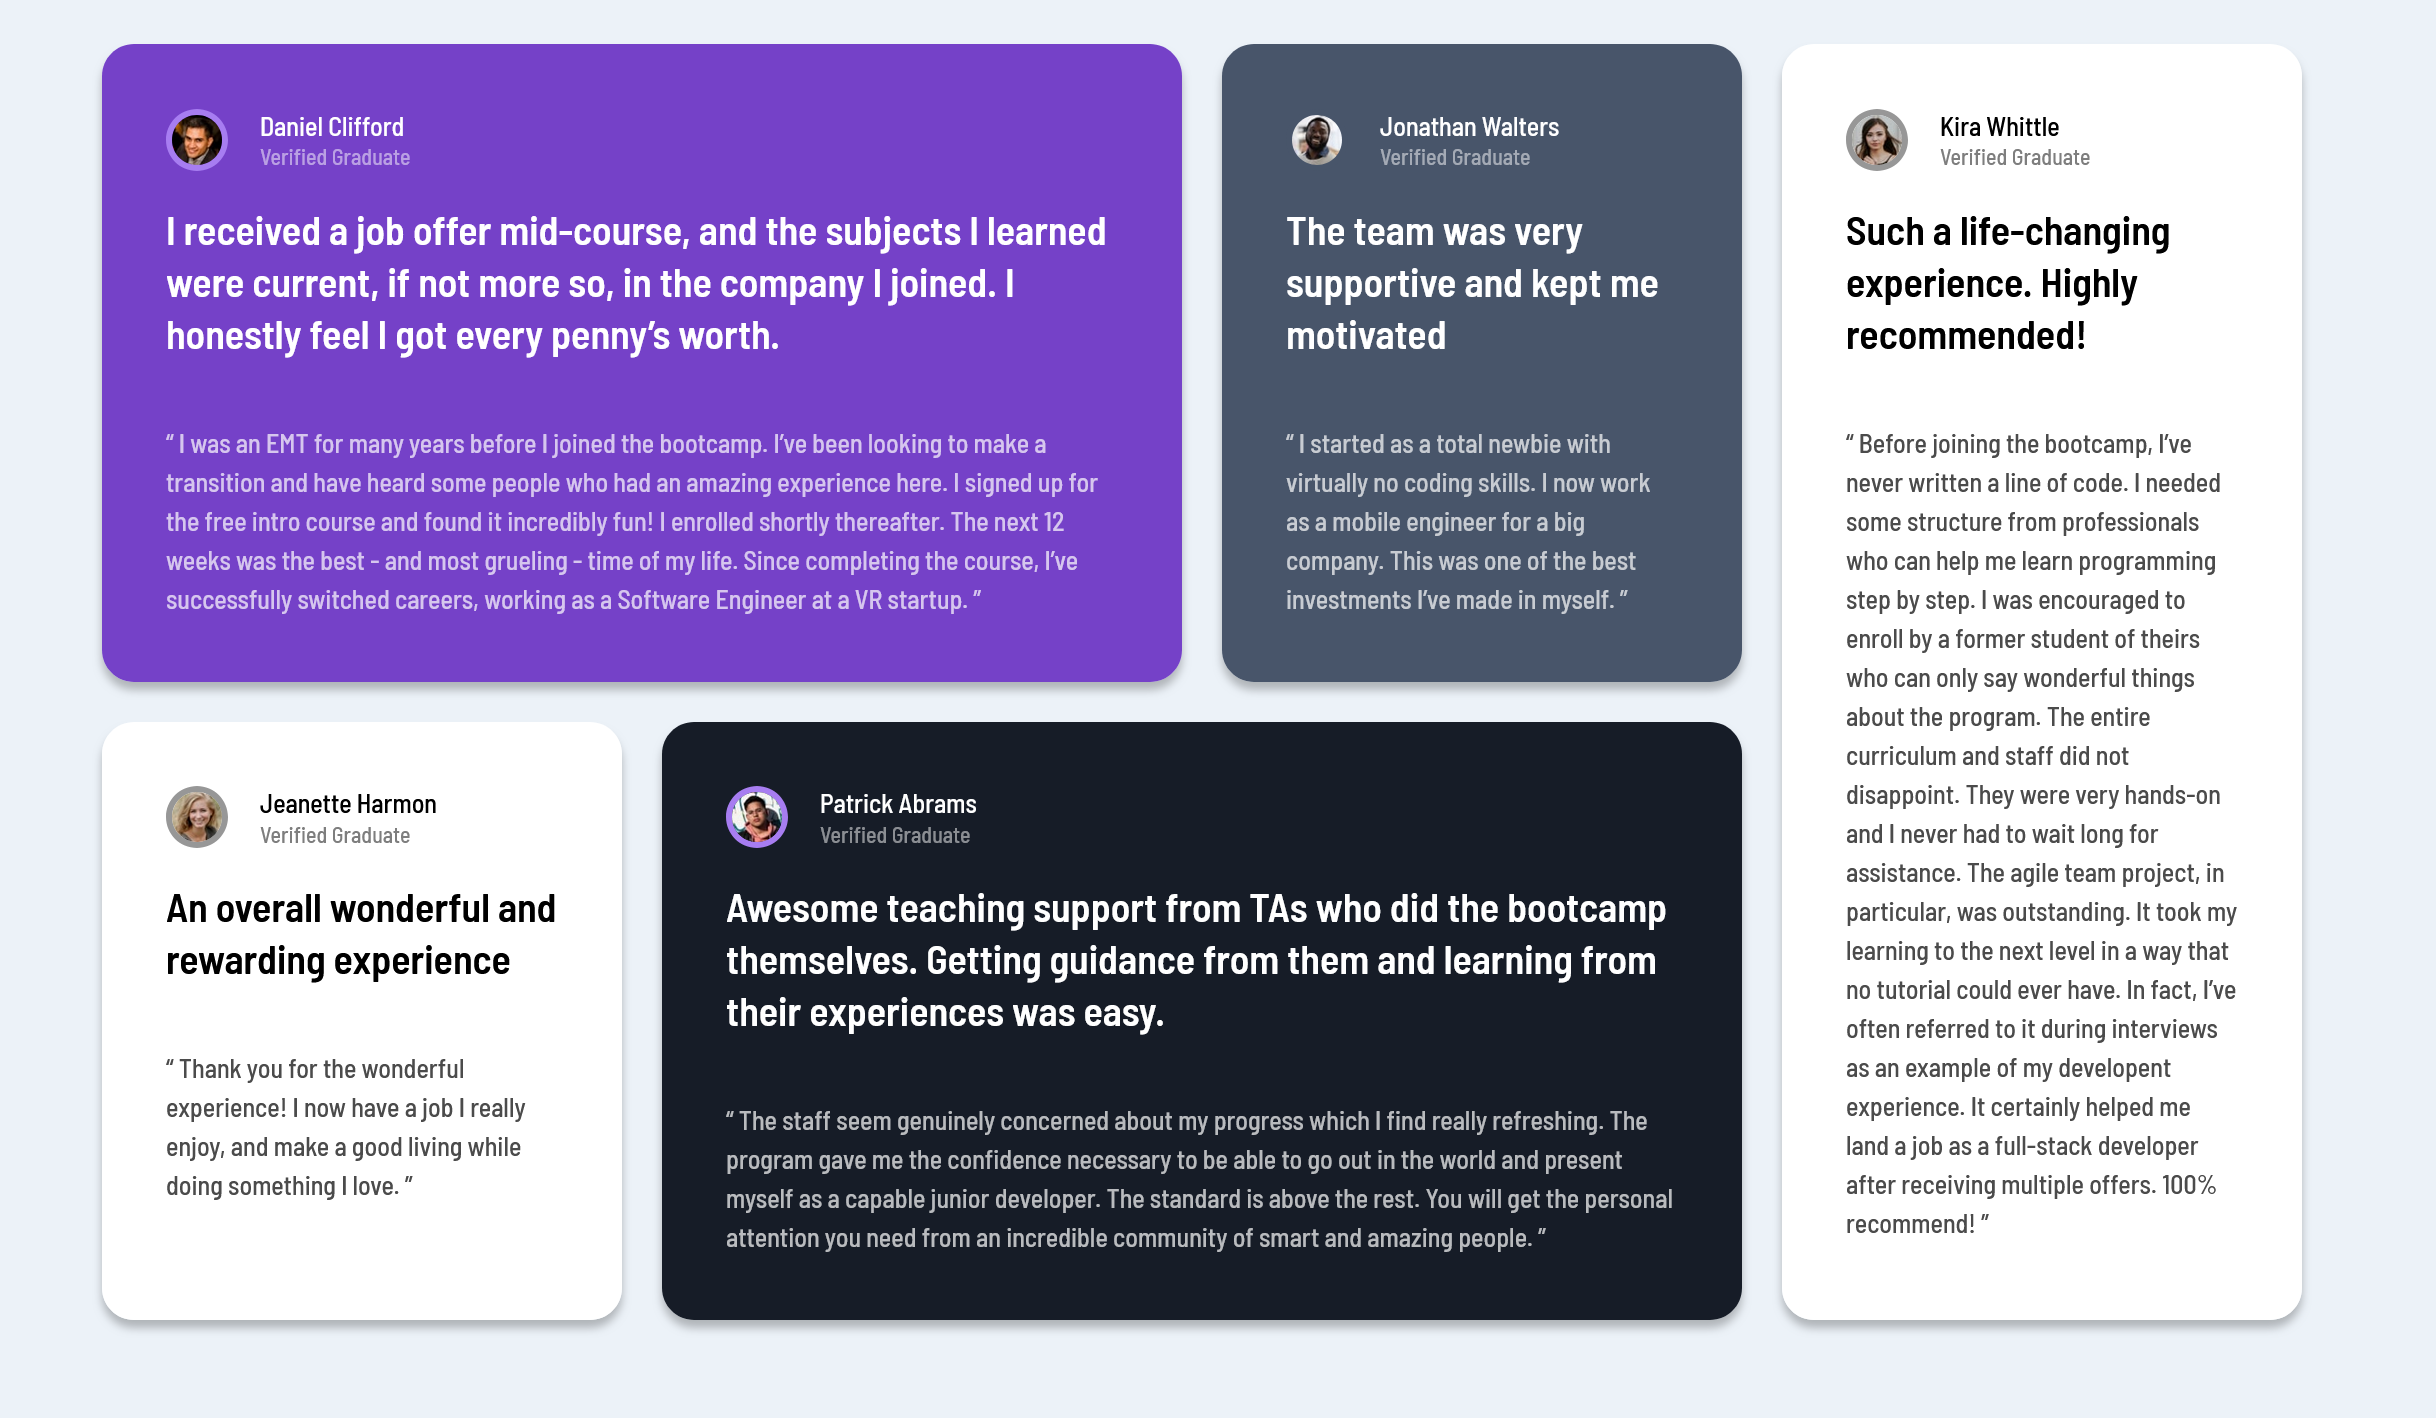 Daniel Clifford
Verified Graduate
I received a job offer mid-course, and the subjects I learned
were current, if not more so, in the company I joined. I
honestly feel I got every penny’s worth.
“ I was an EMT for many years before I joined the bootcamp. I’ve been looking to make a
transition and have heard some people who had an amazing experience here. I signed up for
the free intro course and found it incredibly fun! I enrolled shortly thereafter. The next 12
weeks was the best - and most grueling - time of my life. Since completing the course, I’ve
successfully switched careers, working as a Software Engineer at a VR startup. ”
Jonathan Walters
Verified Graduate
The team was very
supportive and kept me
motivated
“ I started as a total newbie with
virtually no coding skills. I now work
as a mobile engineer for a big
company. This was one of the best
investments I’ve made in myself. ”
Kira Whittle
Verified Graduate
Such a life-changing
experience. Highly
recommended!
“ Before joining the bootcamp, I’ve
never written a line of code. I needed
some structure from professionals
who can help me learn programming
step by step. I was encouraged to
enroll by a former student of theirs
who can only say wonderful things
about the program. The entire
curriculum and staff did not
disappoint. They were very hands-on
and I never had to wait long for
assistance. The agile team project, in
particular, was outstanding. It took my
learning to the next level in a way that
no tutorial could ever have. In fact, I’ve
often referred to it during interviews
as an example of my developent
experience. It certainly helped me
land a job as a full-stack developer
after receiving multiple offers. 100%
recommend! ”
Jeanette Harmon
Verified Graduate
An overall wonderful and
rewarding experience
“ Thank you for the wonderful
experience! I now have a job I really
enjoy, and make a good living while
doing something I love. ”
Patrick Abrams
Verified Graduate
Awesome teaching support from TAs who did the bootcamp
themselves. Getting guidance from them and learning from
their experiences was easy.
“ The staff seem genuinely concerned about my progress which I find really refreshing. The
program gave me the confidence necessary to be able to go out in the world and present
myself as a capable junior developer. The standard is above the rest. You will get the personal
attention you need from an incredible community of smart and amazing people. ”